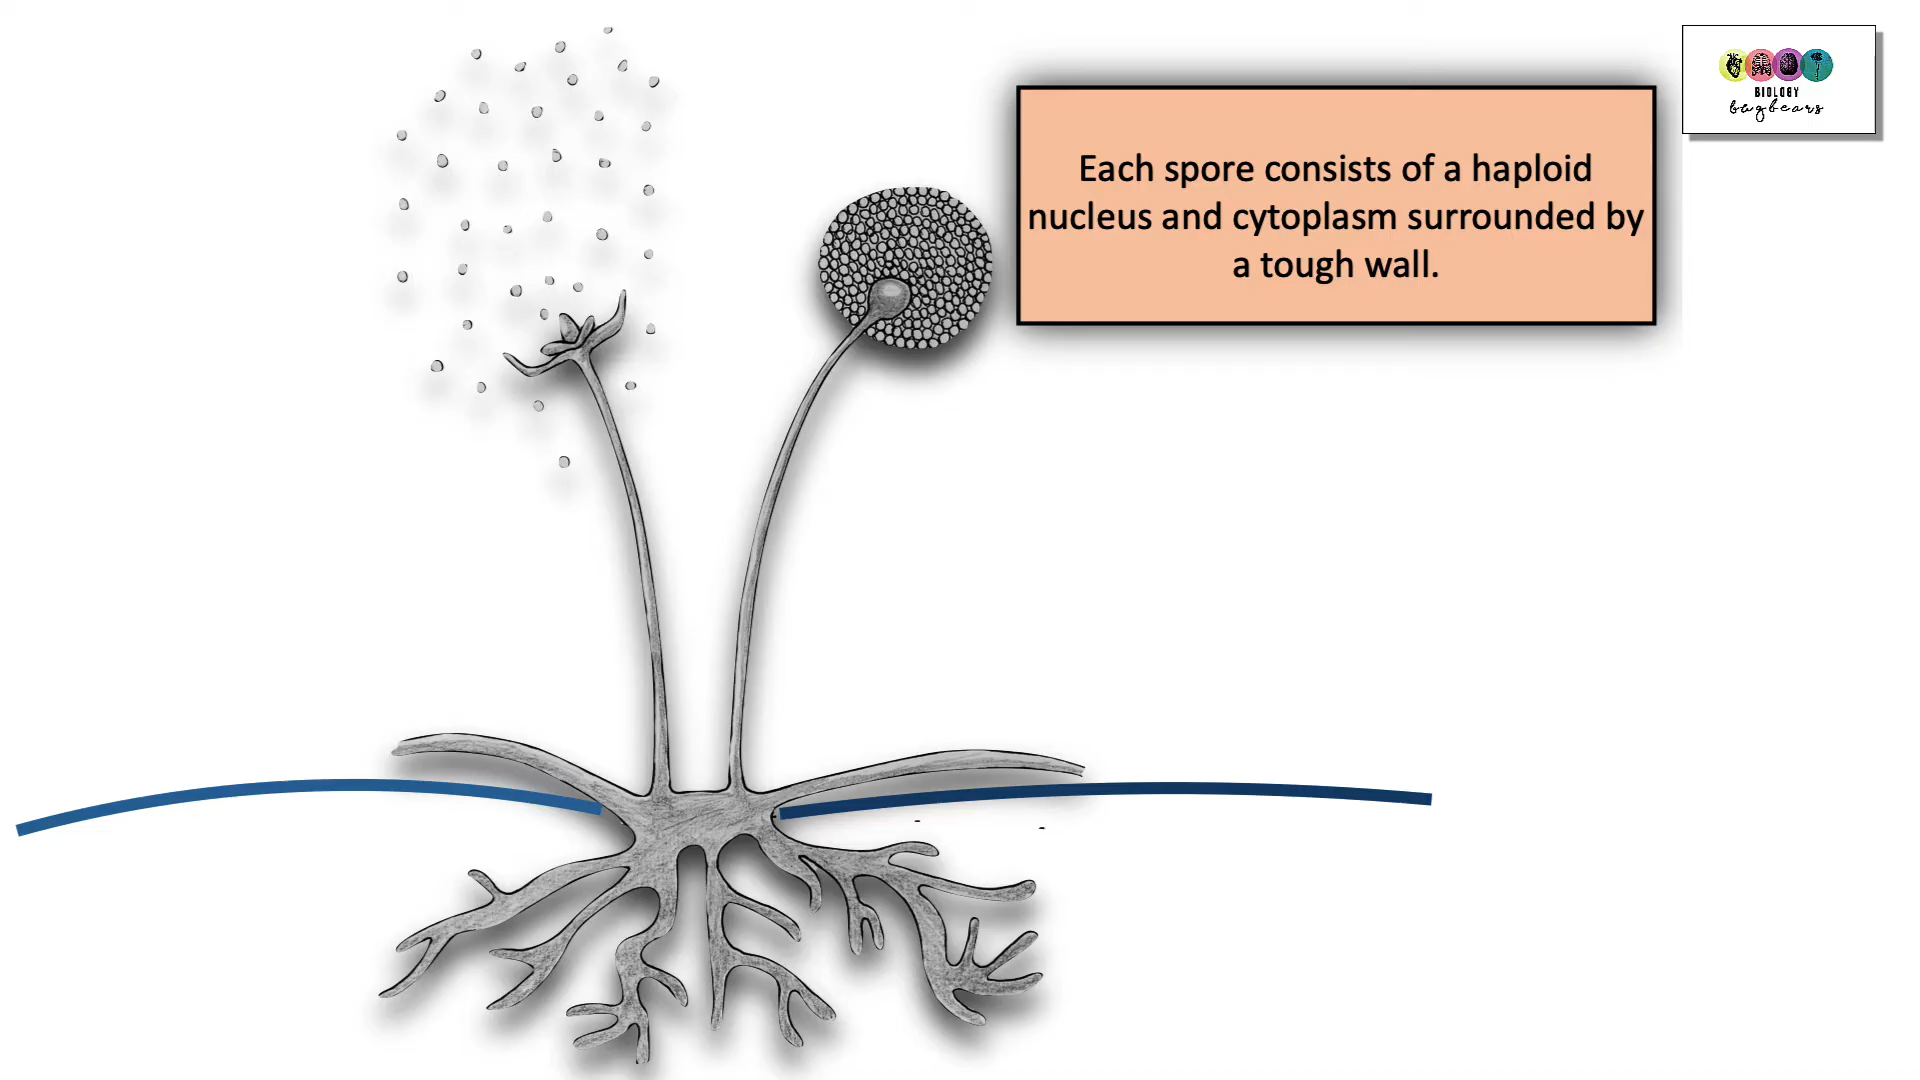 Each spore consists of a haploid
nucleus and cytoplasm surrounded by
a tough wall.
BIOLOGY
bugbears